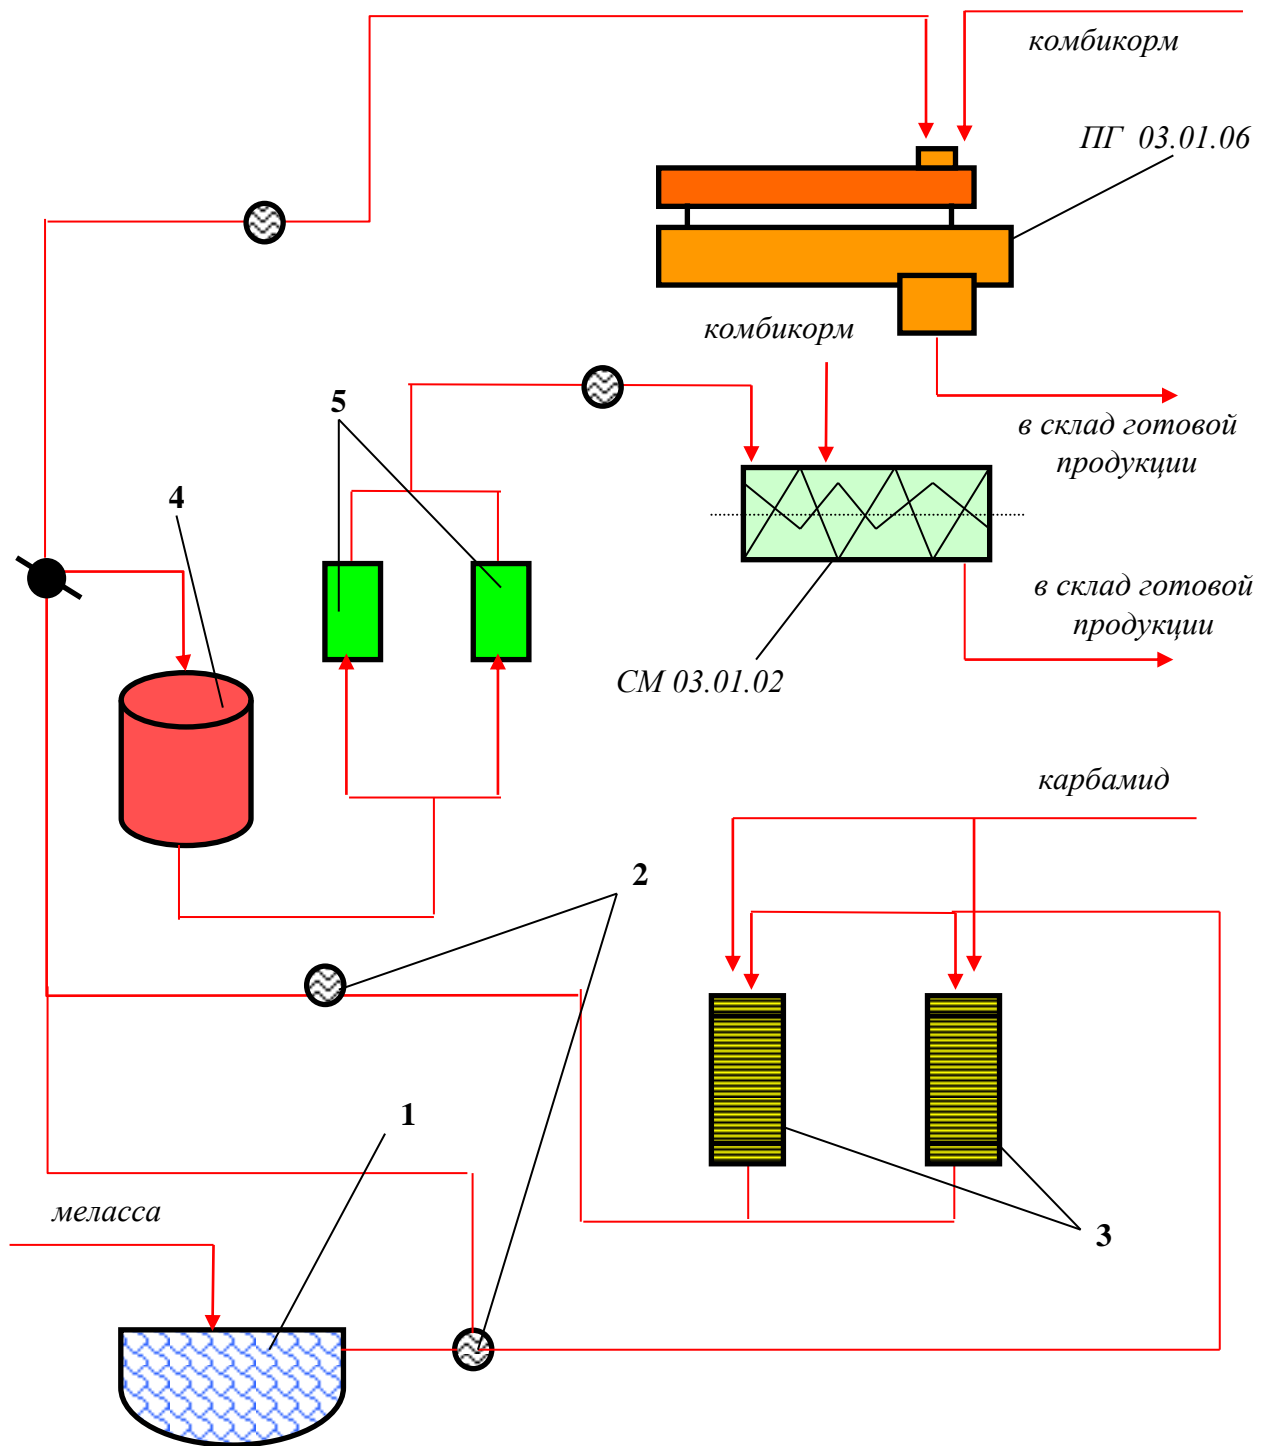 комбикорм
ПГ 03.01.06
комбикорм
5
в склад готовой
продукции
4
в склад готовой
продукции
СМ 03.01.02
карбамид
2
1
меласса
3